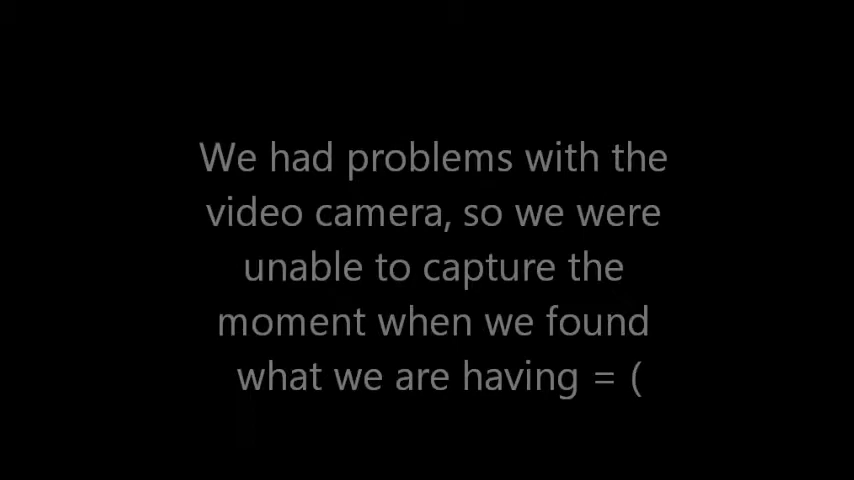 We had problems with the
video camera, so we were
unable to capture the
moment when we found
what we are having = (